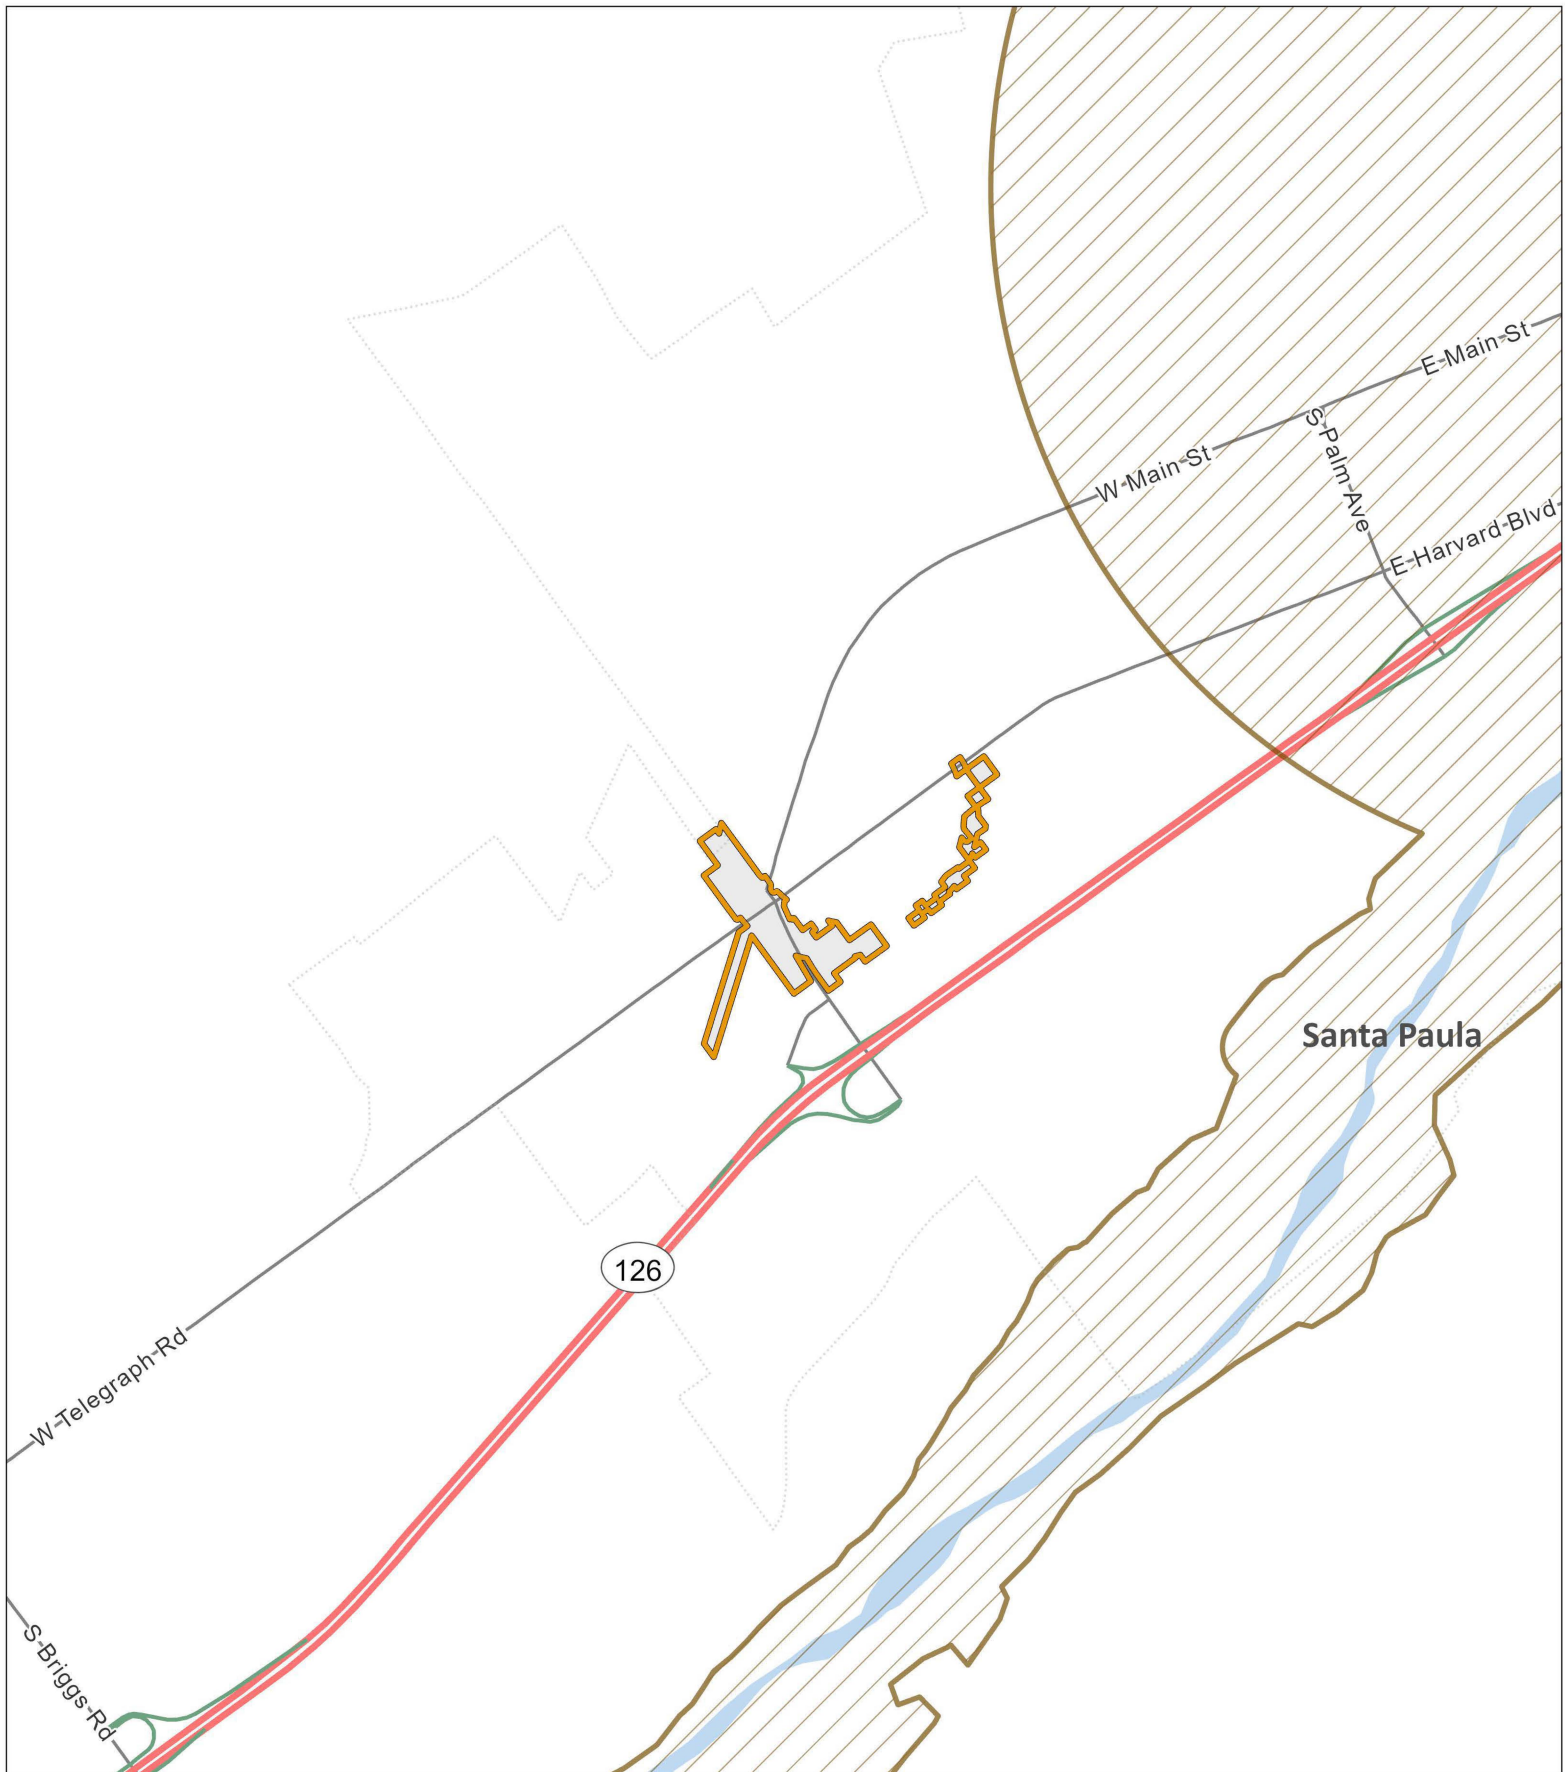 E Main St
S Palm Ave
W Main St
E Harvard Blvd
Santa Paula
126
W Telegraph Rd
S Briggs Rd